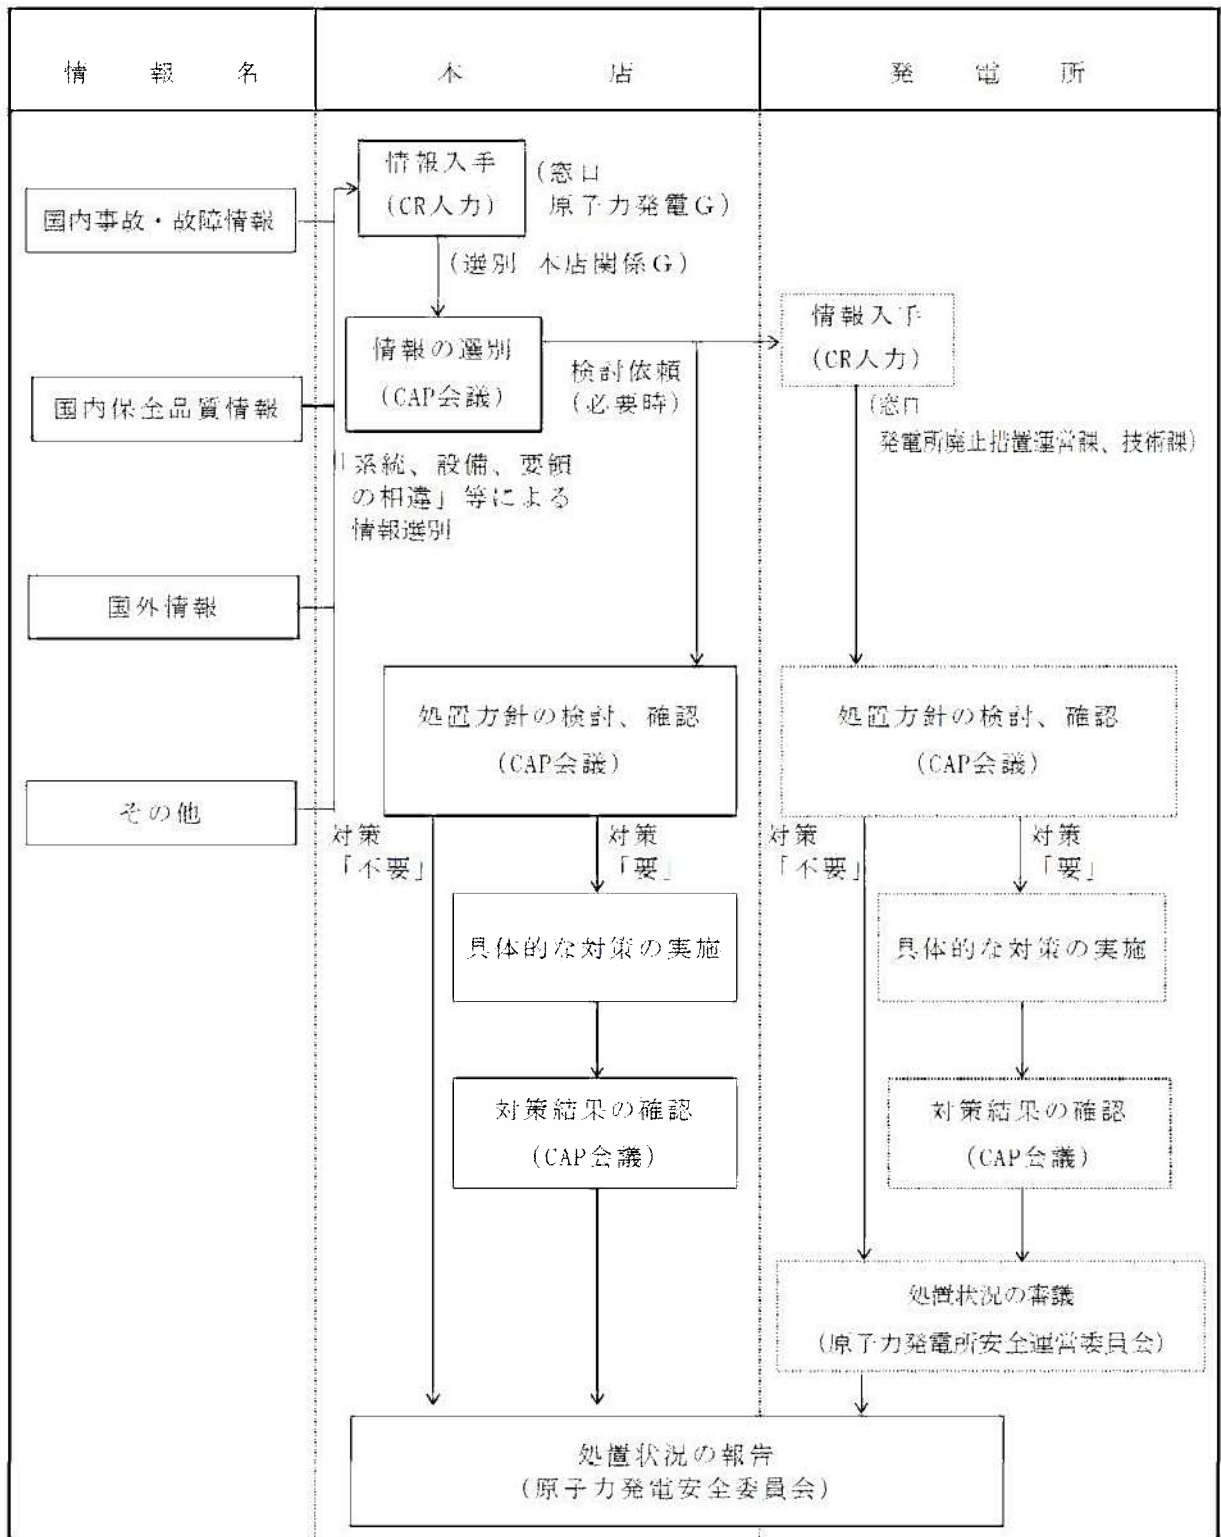 情報名
本店
発電所
情報入手
(CR入力)
(窓口
原子力発電G)
国内事故・故障情報
(選別 本店関係G)
情報の選別
(CAP会議)
検討依頼
(必要時)
情報入手
(CR入力)
(窓口
発電所廃止措置運営課、技術課)
国内保全品質情報
「系統、設備、要領
の相違」等による
情報選別
国外情報
処置方針の検討、確認
(CAP会議)
処置方針の検討、確認
(CAP会議)
その他
対策
「不要」
対策
「要」
対策
「不要」
対策
「要」
具体的な対策の実施
具体的な対策の実施
対策結果の確認
(CAP会議)
対策結果の確認
(CAP会議)
処置状況の審議
(原子力発電所安全運営委員会)
処置状況の報告
(原子力発電安全委員会)